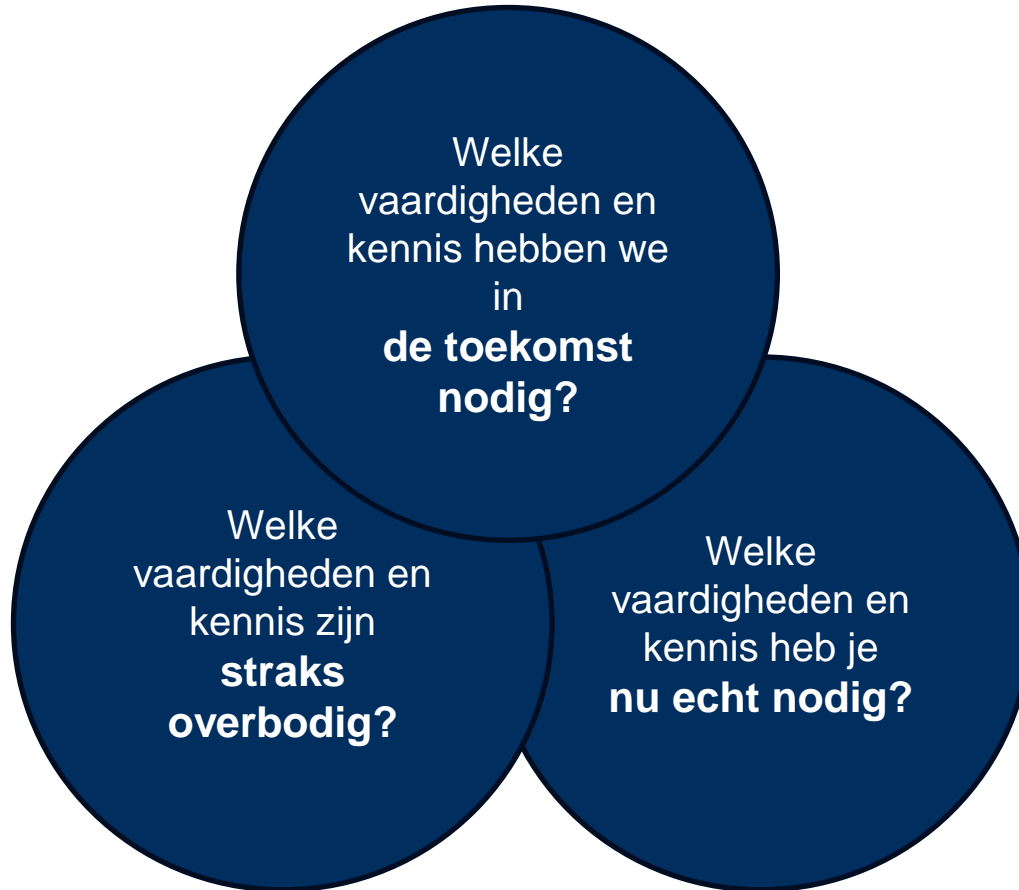 Welke
vaardigheden en
kennis hebben we
in
de toekomst
nodig?
Welke
vaardigheden en
kennis zijn
straks
overbodig?
Welke
vaardigheden en
kennis heb je
nu echt nodig?